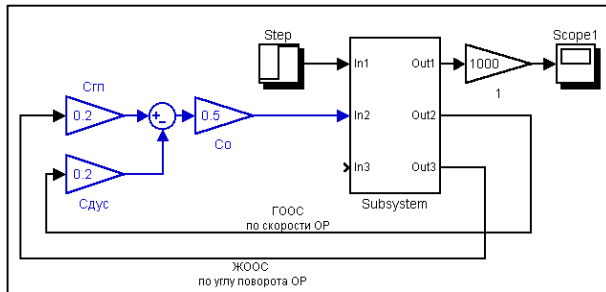 Step
Scope1
Сгп
In1
Out1
1000
1
0.2
0.5
In2
Out2
Со
0.2
In3
Out3
Сдус
Subsystem
ГООС
по скорости ОР
ЖООС
по углу поворота ОР